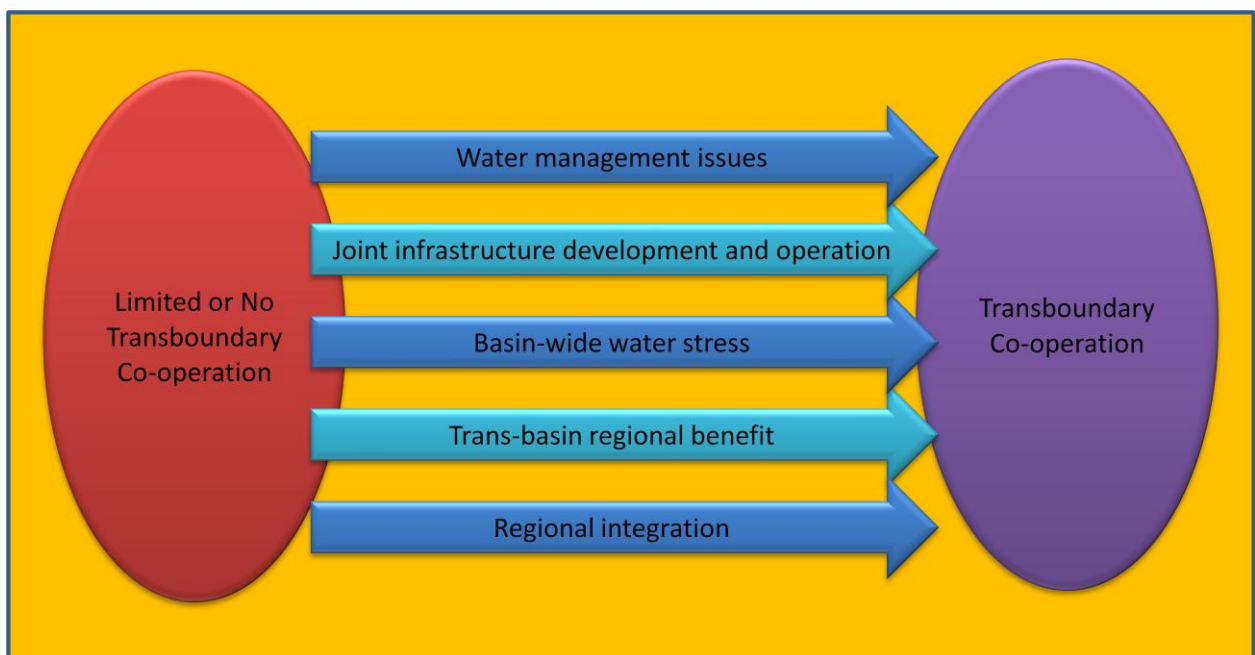 Limited or No
Transboundary
Co-operation
Water management issues
Joint infrastructure development and operation
Basin-wide water stress
Trans-basin regional benefit
Regional integration
Transboundary
Co-operation